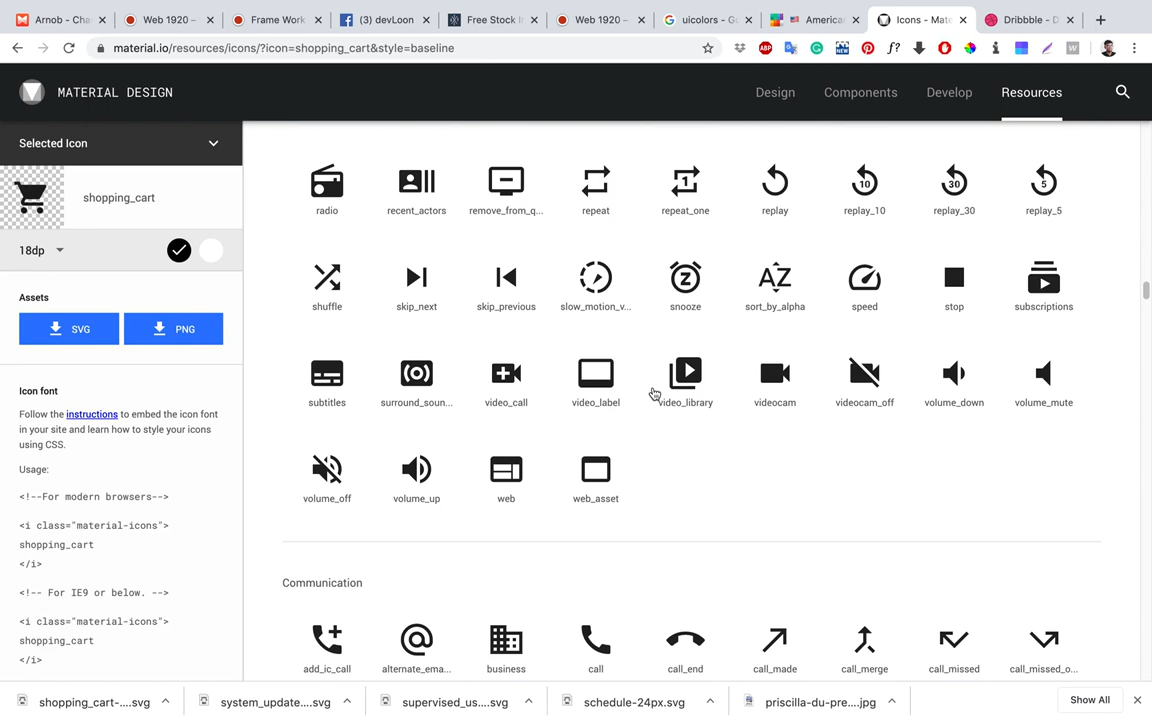 Arnob - Cha
Web 1920 –
Frame Work
(3) devLoon
Free Stock I
Web 1920 –
uicolors - Go
American
Icons - Mate
Dribbble - D
material.io/resources/icons/?icon=shopping_cart&style=baseline
MATERIAL DESIGN
Design
Components
Develop
Resources
Selected Icon
shopping_cart
18dp
Assets
SVG
PNG
Icon font
Follow the instructions to embed the icon font
in your site and learn how to style your icons
using CSS.
Usage:
<!--For modern browsers-->
<i class="material-icons">
shopping_cart
</i>
<!-- For IE9 or below. -->
<i class="material-icons">
shopping_cart
</i>
radio
recent_actors
remove_from_q...
repeat
repeat_one
replay
replay_10
replay_30
replay_5
shuffle
skip_next
skip_previous
slow_motion_v...
snooze
sort_by_alpha
speed
stop
subscriptions
subtitles
surround_soun...
video_call
video_label
video_library
videocam
videocam_off
volume_down
volume_mute
volume_off
volume_up
web
web_asset
Communication
add_ic_call
alternate_ema...
business
call
call_end
call_made
call_merge
call_missed
call_missed_o...
shopping_cart-....svg
system_update....svg
supervised_us....svg
schedule-24px.svg
priscilla-du-pre....jpg
Show All